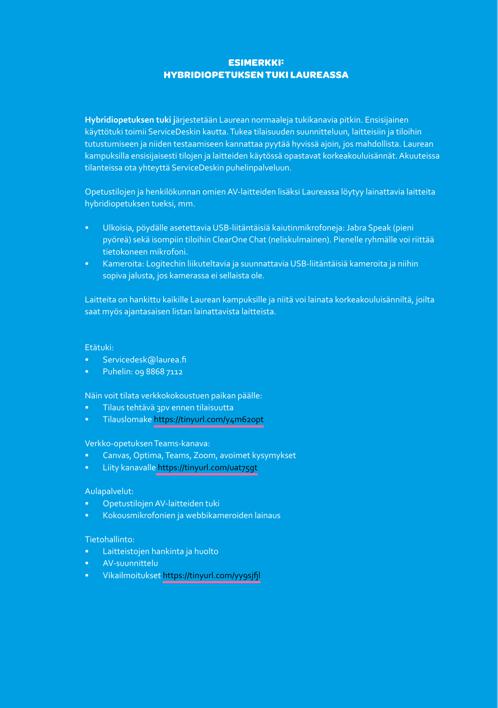 ESIMERKKI:
HYBRIDIOPETUKSEN TUKI LAUREASSA
Hybridiopetuksen tuki järjestetään Laurean normaaleja tukikanavia pitkin. Ensisijainen
käyttötuki toimii ServiceDeskin kautta. Tukea tilaisuuden suunnitteluun, laitteisiin ja tiloihin
tutustumiseen ja niiden testaamiseen kannattaa pyytää hyvissä ajoin, jos mahdollista. Laurean
kampuksilla ensisijaisesti tilojen ja laitteiden käytössä opastavat korkeakouluisännät. Akuuteissa
tilanteissa ota yhteyttä ServiceDeskin puhelinpalveluun.
Opetustilojen ja henkilökunnan omien AV-laitteiden lisäksi Laureassa löytyy lainattavia laitteita
hybridiopetuksen tueksi, mm.
• Ulkoisia, pöydälle asetettavia USB-liitäntäisiä kaiutinmikrofoneja: Jabra Speak (pieni
pyöreä) sekä isompiin tiloihin ClearOne Chat (neliskulmainen). Pienelle ryhmälle voi riittää
tietokoneen mikrofoni.
• Kameroita: Logitechin liikuteltavia ja suunnattavia USB-liitäntäisiä kameroita ja niihin
sopiva jalusta, jos kamerassa ei sellaista ole.
Laitteita on hankittu kaikille Laurean kampuksille ja niitä voi lainata korkeakouluisänniltä, joilta
saat myös ajantasaisen listan lainattavista laitteista.
Etätuki:
• Servicedesk@laurea.fi
• Puhelin: 09 8868 7112
Näin voit tilata verkkokokoustuen paikan päälle:
• Tilaus tehtävä 3pv ennen tilaisuutta
• Tilauslomake https://tinyurl.com/y4m62opt
Verkko-opetuksen Teams-kanava:
• Canvas, Optima, Teams, Zoom, avoimet kysymykset
• Liity kanavalle https://tinyurl.com/uat75gt
Aulapalvelut:
• Opetustilojen AV-laitteiden tuki
• Kokousmikrofonien ja webbikameroiden lainaus
Tietohallinto:
• Laitteistojen hankinta ja huolto
• AV-suunnittelu
• Vikailmoitukset https://tinyurl.com/yy9sjfjl